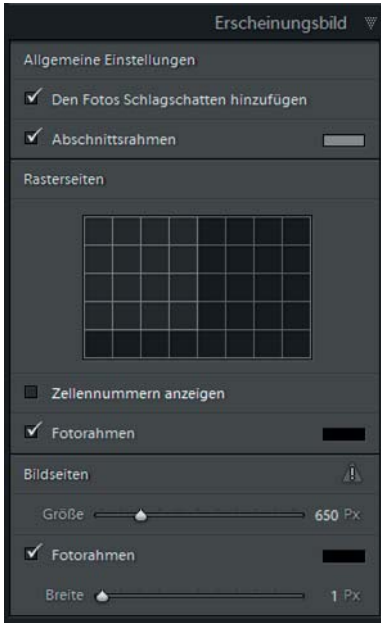 Erscheinungsbild
Allgemeine Einstellungen
Den Fotos Schlagschatten hinzufügen
Abschnittsrahmen
Rasterseiten
Zellennummern anzeigen
Fotorahmen
Bildseiten
Größe 650 Px
Fotorahmen
Breite 1 Px